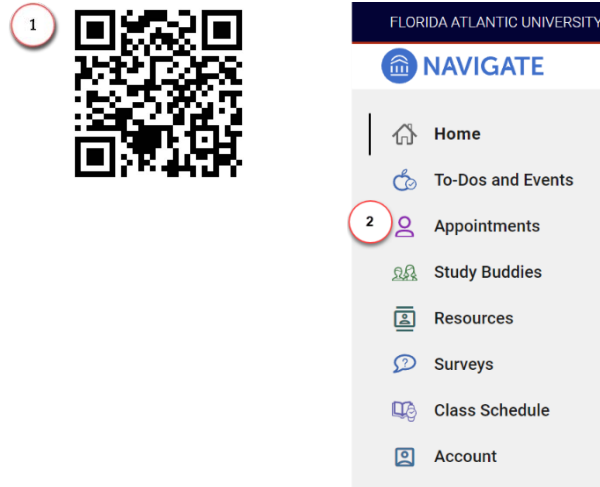 1
FLORIDA ATLANTIC UNIVERSITY
NAVIGATE
Home
To-Dos and Events
2
Appointments
Study Buddies
Resources
?
Surveys
Class Schedule
Account